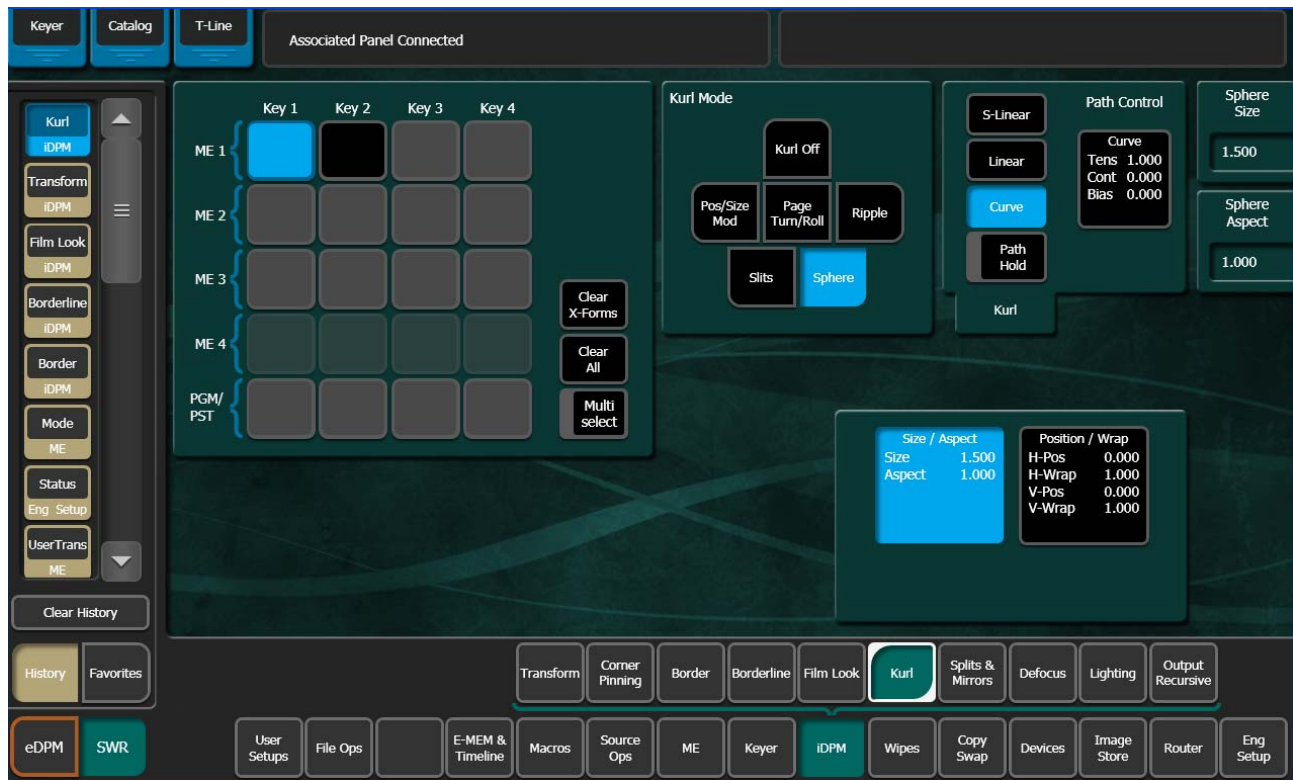 Keyer
Catalog
T-Line
Associated Panel Connected
Kurl
iDPM
Transform
iDPM
Film Look
iDPM
Borderline
iDPM
Border
iDPM
Mode
ME
Status
Eng Setup
UserTrans
ME
Clear History
History
Favorites
Key 1 Key 2 Key 3 Key 4
ME 1
ME 2
ME 3
ME 4
PGM/
PST
Clear
X-Forms
Clear
All
Multi
select
Kurl Mode
Kurl Off
Pos/Size
Mod
Page
Turn/Roll
Ripple
Slits
Sphere
S-Linear
Linear
Curve
Path
Hold
Path Control
Curve
Tens 1.000
Cont 0.000
Bias 0.000
Kurl
Sphere
Size
1.500
Sphere
Aspect
1.000
Size / Aspect
Size 1.500
Aspect 1.000
Position / Wrap
H-Pos 0.000
H-Wrap 1.000
V-Pos 0.000
V-Wrap 1.000
Transform
Corner
Pinning
Border
Borderline
Film Look
Kurl
Splits &
Mirrors
Defocus
Lighting
Output
Recursive
eDPM
SWR
User
Setups
File Ops
E-MEM &
Timeline
Macros
Source
Ops
ME
Keyer
iDPM
Wipes
Copy
Swap
Devices
Image
Store
Router
Eng
Setup